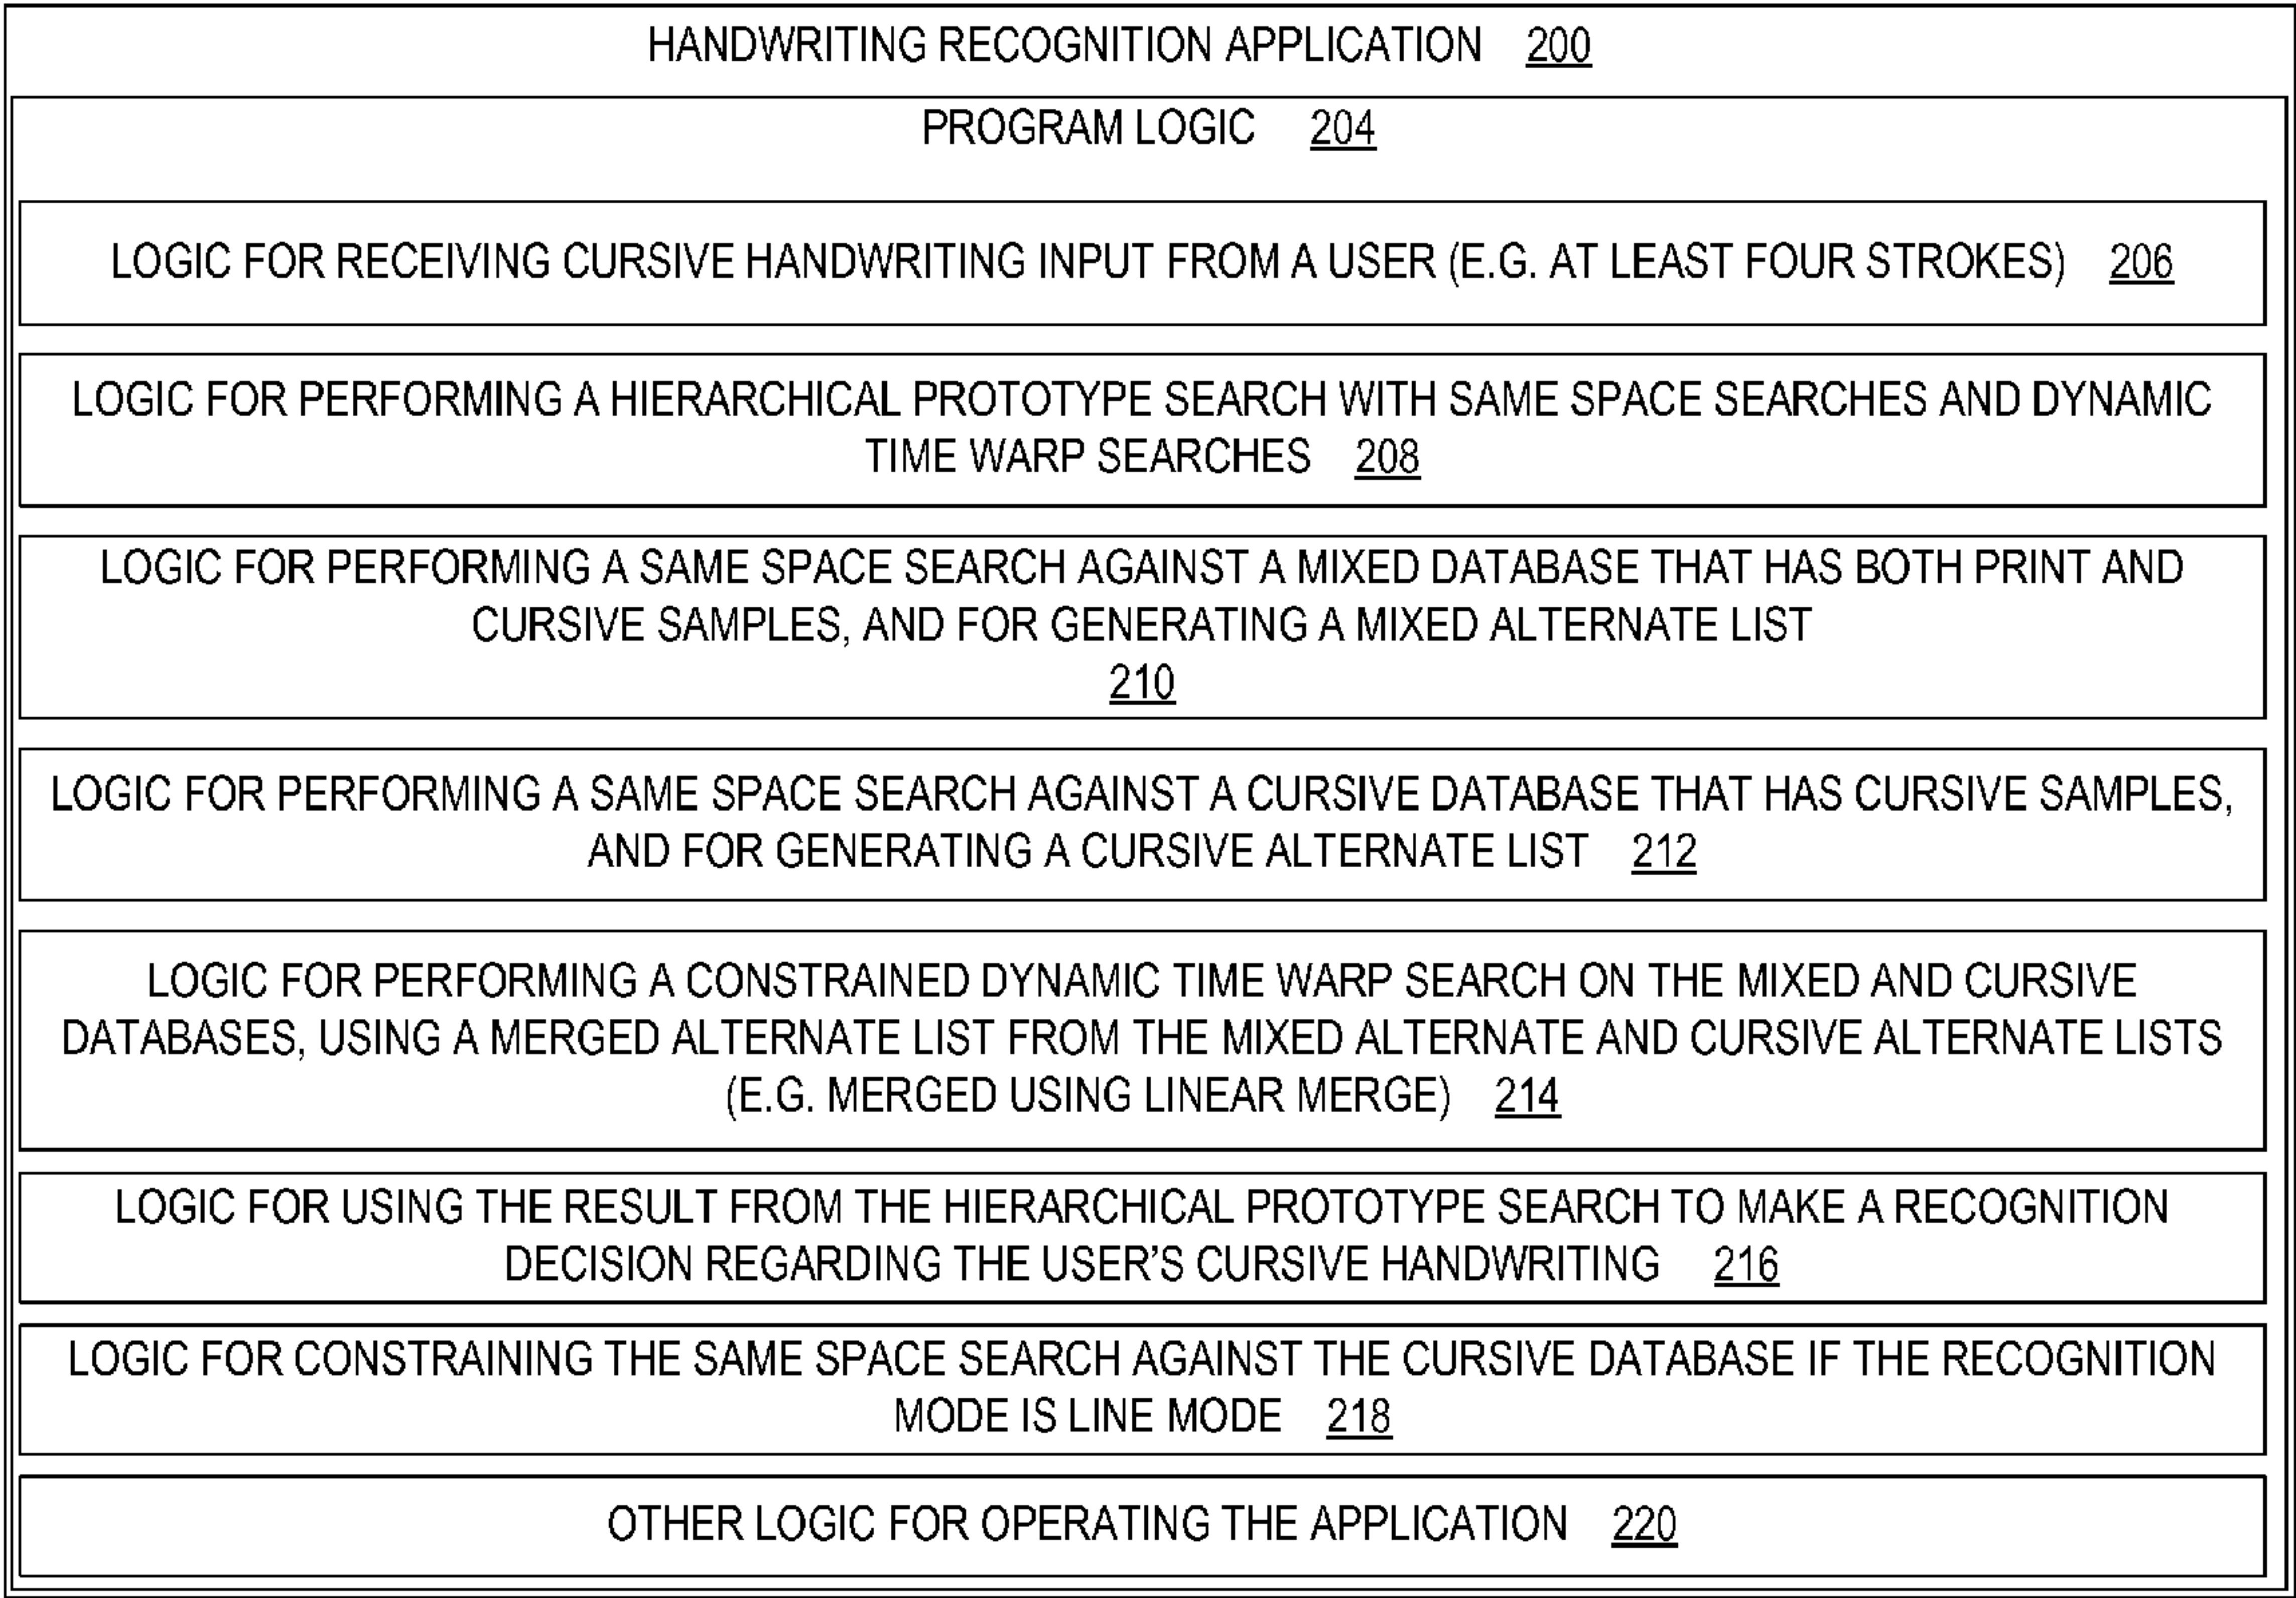 HANDWRITING RECOGNITION APPLICATION 200
PROGRAM LOGIC 204
LOGIC FOR RECEIVING CURSIVE HANDWRITING INPUT FROM A USER (E.G. AT LEAST FOUR STROKES) 206
LOGIC FOR PERFORMING A HIERARCHICAL PROTOTYPE SEARCH WITH SAME SPACE SEARCHES AND DYNAMIC
TIME WARP SEARCHES 208
LOGIC FOR PERFORMING A SAME SPACE SEARCH AGAINST A MIXED DATABASE THAT HAS BOTH PRINT AND
CURSIVE SAMPLES, AND FOR GENERATING A MIXED ALTERNATE LIST
210
LOGIC FOR PERFORMING A SAME SPACE SEARCH AGAINST A CURSIVE DATABASE THAT HAS CURSIVE SAMPLES,
AND FOR GENERATING A CURSIVE ALTERNATE LIST 212
LOGIC FOR PERFORMING A CONSTRAINED DYNAMIC TIME WARP SEARCH ON THE MIXED AND CURSIVE
DATABASES, USING A MERGED ALTERNATE LIST FROM THE MIXED ALTERNATE AND CURSIVE ALTERNATE LISTS
(E.G. MERGED USING LINEAR MERGE) 214
LOGIC FOR USING THE RESULT FROM THE HIERARCHICAL PROTOTYPE SEARCH TO MAKE A RECOGNITION
DECISION REGARDING THE USER'S CURSIVE HANDWRITING 216
LOGIC FOR CONSTRAINING THE SAME SPACE SEARCH AGAINST THE CURSIVE DATABASE IF THE RECOGNITION
MODE IS LINE MODE 218
OTHER LOGIC FOR OPERATING THE APPLICATION 220